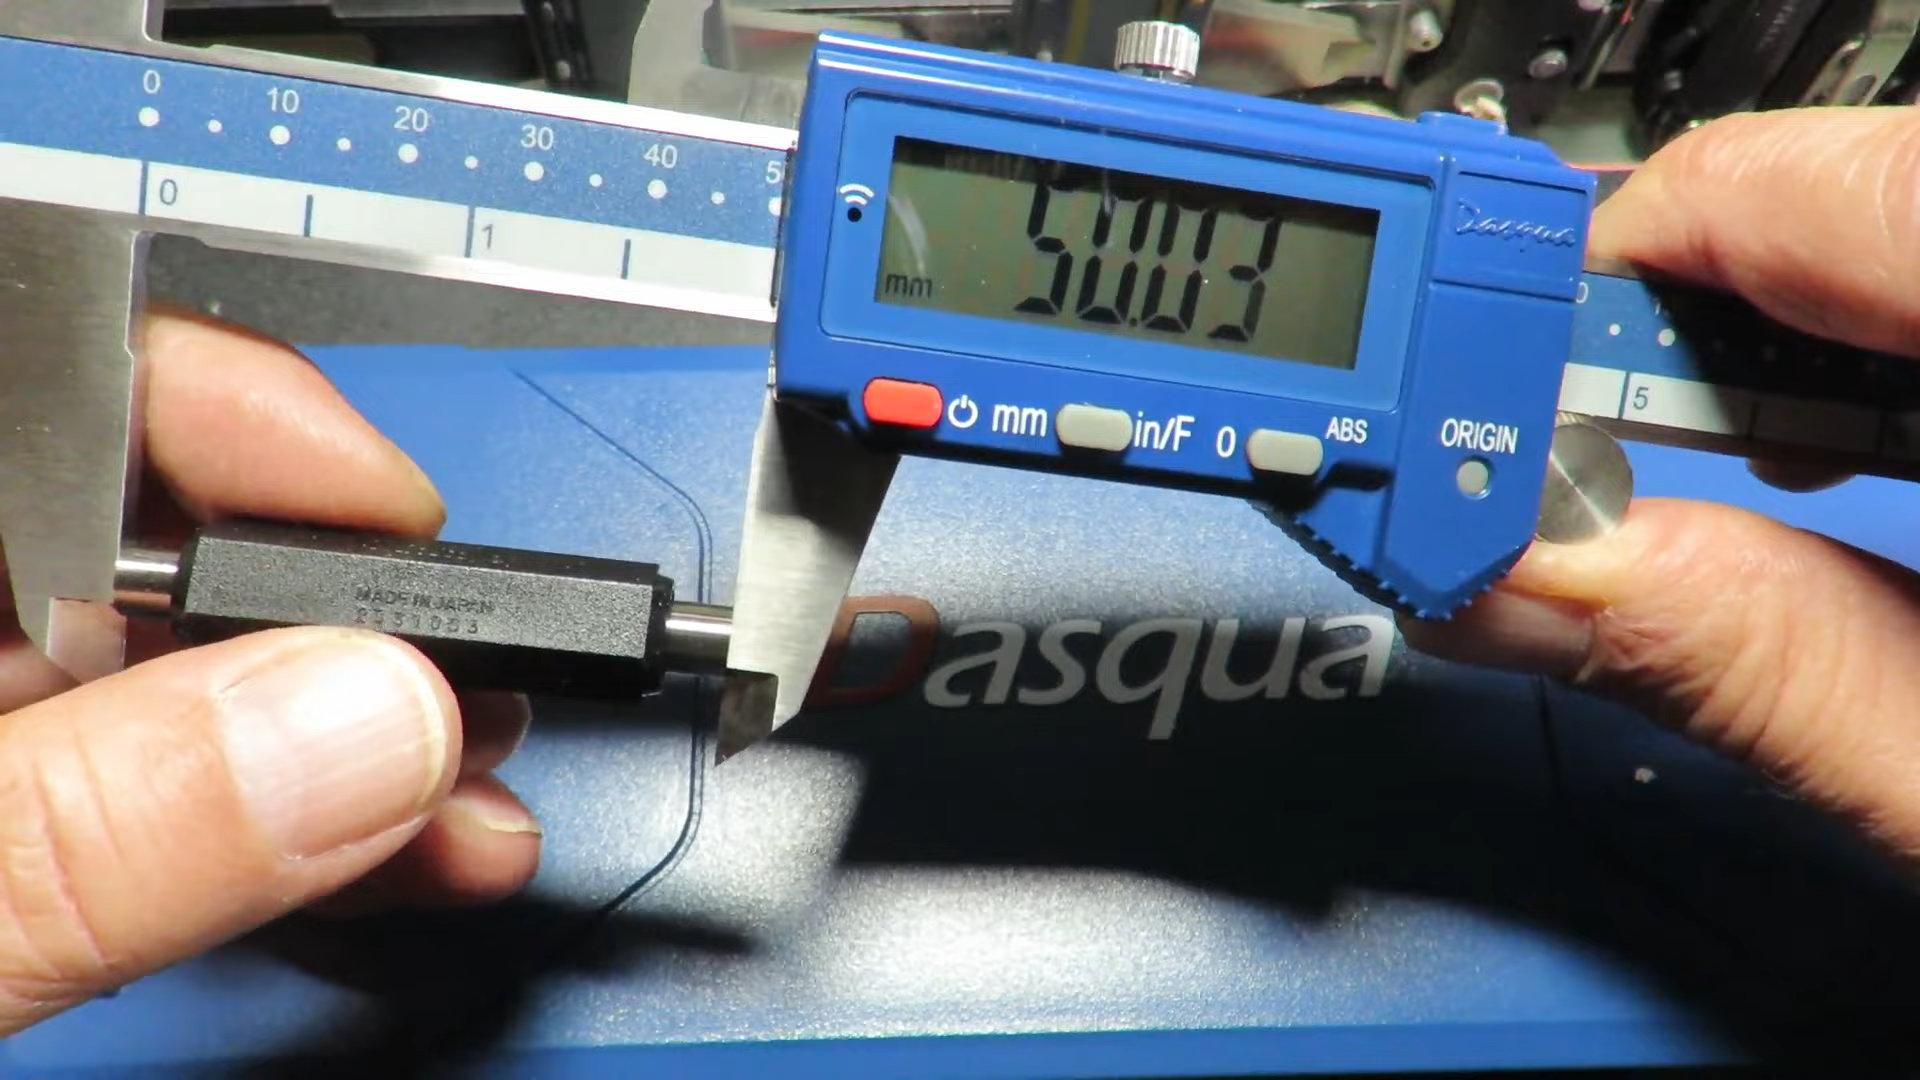 0 10 20 30 40 5
0 1
50.03
mm
Dasqua
mm in/F 0 ABS
ORIGIN
5
MADE IN JAPAN
Dasqua